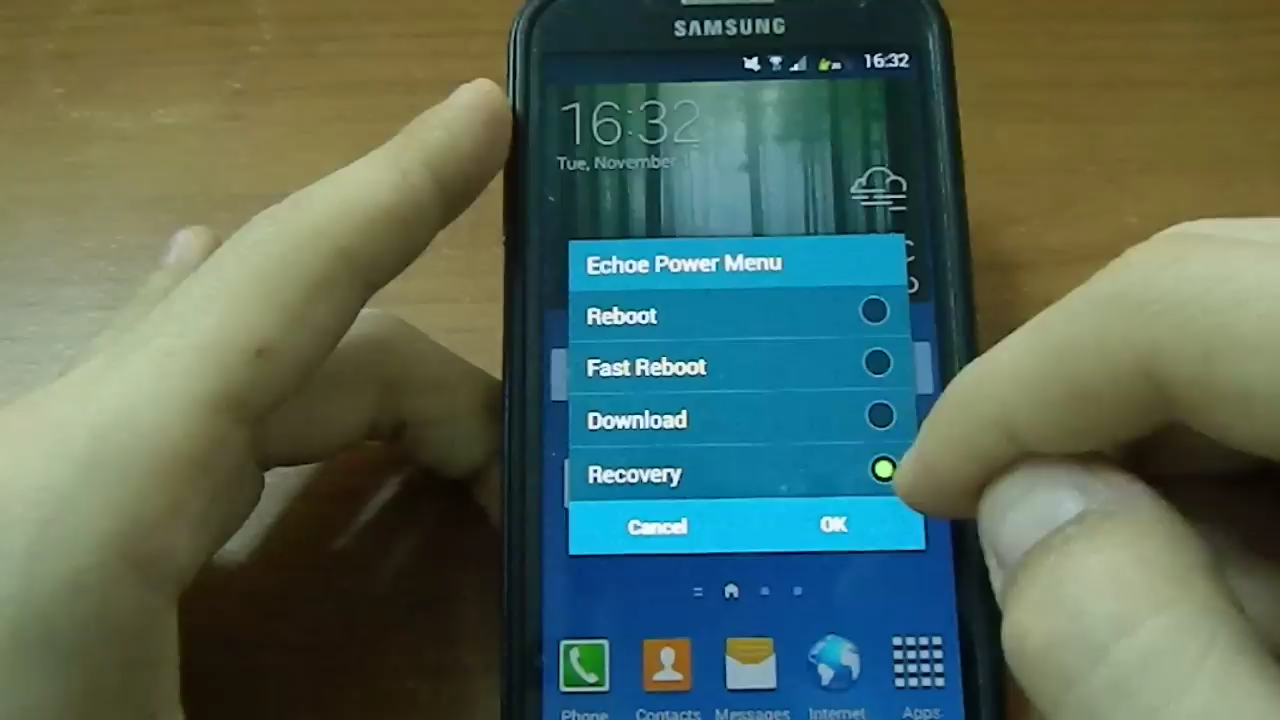 SAMSUNG
16:32
16:32
Tue, November
Echoe Power Menu
Reboot
Fast Reboot
Download
Recovery
Cancel
OK
Phone
Contacts
Messages
Internet
Apps